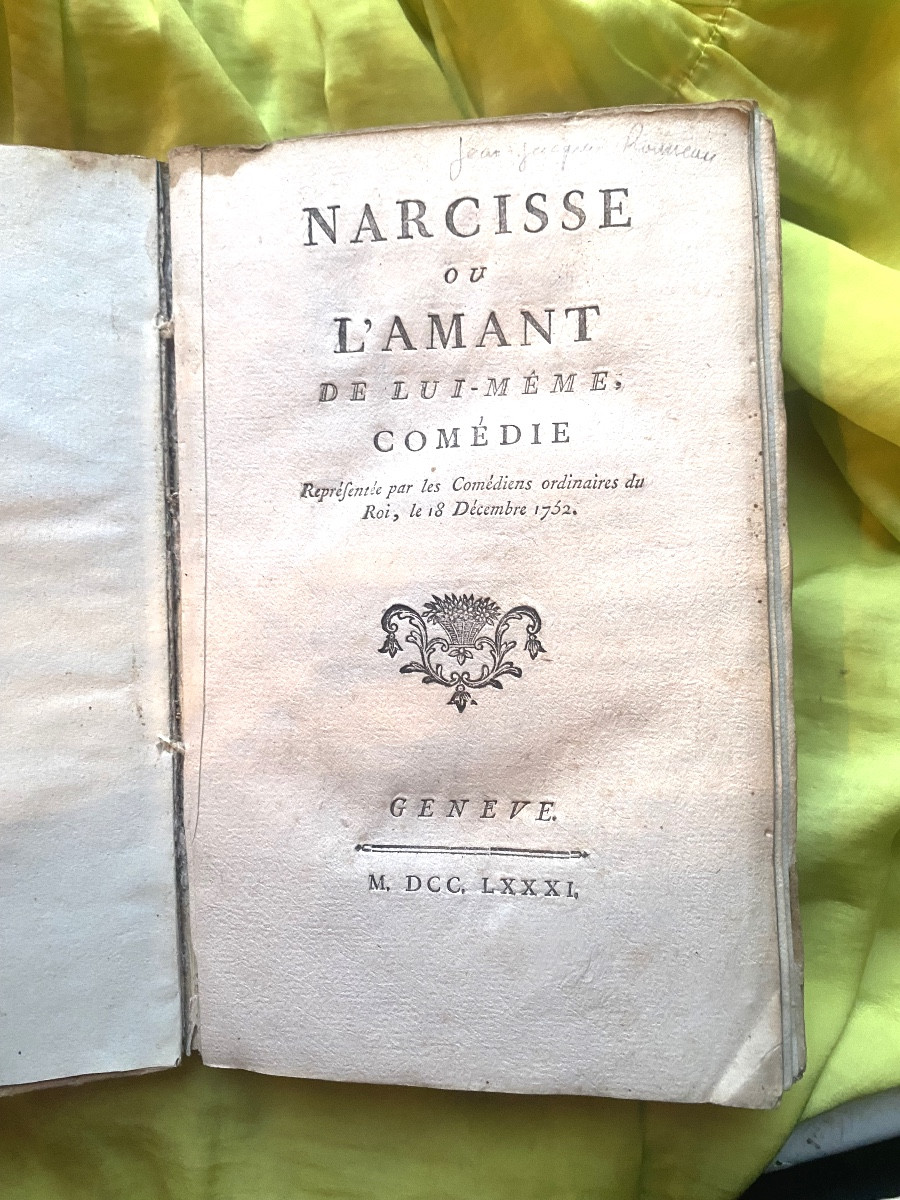 Jean-Jacques Rousseau
NARCISSE
OU
L'AMANT
DE LUI-MÊME,
COMÉDIE
Repréſentée par les Comédiens ordinaires du
Roi, le 18 Décembre 1752.
GENEVE.
M. DCC. LXXXI.